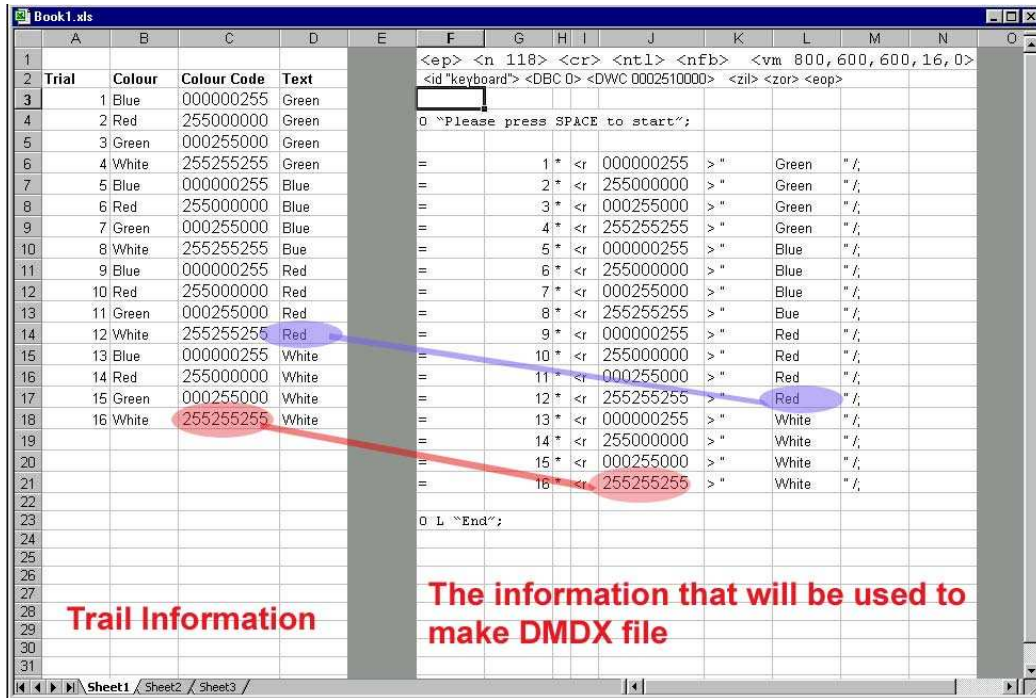 Book1.xls
A B C D E F G H I J K L M N O
1 <ep> <n 118> <cr> <ntl> <nfb> <vm 800,600,600,16,0>
2 Trial Colour Colour Code Text <id "keyboard"> <DBC 0> <DWC 0002510000> <zil> <zor> <eop>
3 1 Blue 000000255 Green
4 2 Red 255000000 Green 0 "Please press SPACE to start";
5 3 Green 000255000 Green
6 4 White 255255255 Green = 1 * <r 000000255 > " Green " /;
7 5 Blue 000000255 Blue = 2 * <r 255000000 > " Green " /;
8 6 Red 255000000 Blue = 3 * <r 000255000 > " Green " /;
9 7 Green 000255000 Blue = 4 * <r 255255255 > " Green " /;
10 8 White 255255255 Bue = 5 * <r 000000255 > " Blue " /;
11 9 Blue 000000255 Red = 6 * <r 255000000 > " Blue " /;
12 10 Red 255000000 Red = 7 * <r 000255000 > " Blue " /;
13 11 Green 000255000 Red = 8 * <r 255255255 > " Bue " /;
14 12 White 255255255 Red = 9 * <r 000000255 > " Red " /;
15 13 Blue 000000255 White = 10 * <r 255000000 > " Red " /;
16 14 Red 255000000 White = 11 * <r 000255000 > " Red " /;
17 15 Green 000255000 White = 12 * <r 255255255 > " Red " /;
18 16 White 255255255 White = 13 * <r 000000255 > " White " /;
19 = 14 * <r 255000000 > " White " /;
20 = 15 * <r 000255000 > " White " /;
21 = 16 * <r 255255255 > " White " /;
22
23 0 L "End";
24
25
26
27
28
29
30
31
Trail Information
The information that will be used to
make DMDX file
Sheet1 / Sheet2 / Sheet3 /